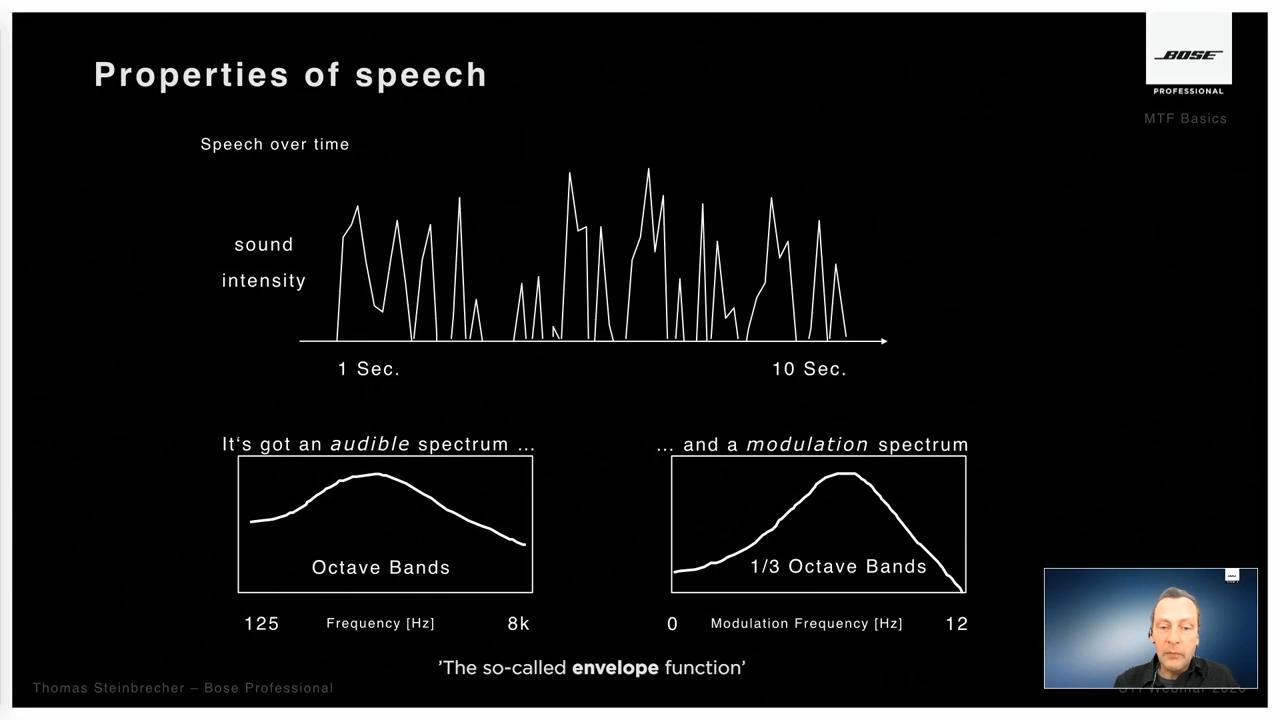 Properties of speech
BOSE
PROFESSIONAL
MTF Basics
Speech over time
sound
intensity
1 Sec.
10 Sec.
It's got an audible spectrum ...
... and a modulation spectrum
Octave Bands
1/3 Octave Bands
125 Frequency [Hz] 8k
0 Modulation Frequency [Hz] 12
'The so-called envelope function'
Thomas Steinbrecher – Bose Professional